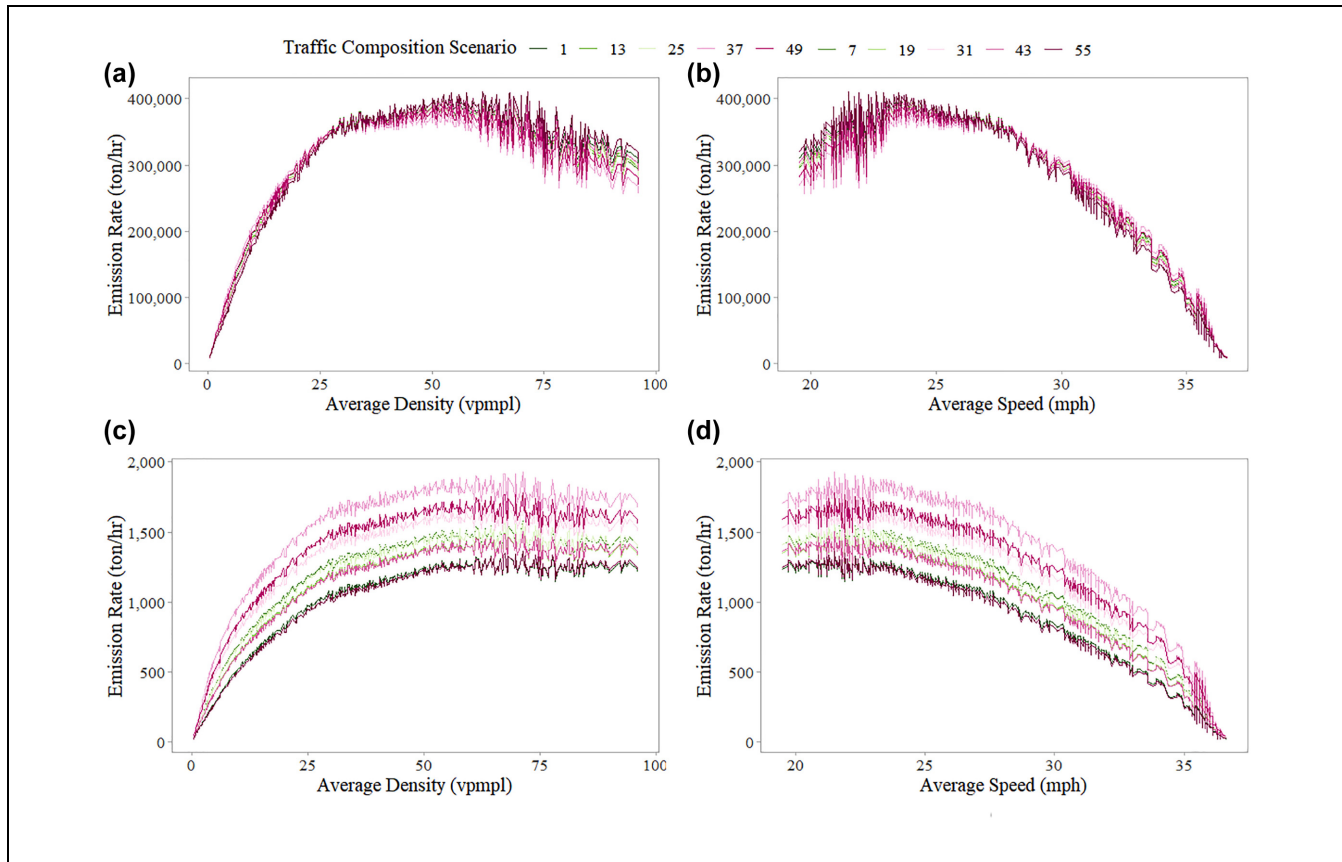 Traffic Composition Scenario 1 13 25 37 49 7 19 31 43 55
(a)
400,000
300,000
200,000
100,000
0
Emission Rate (ton/hr)
0 25 50 75 100
Average Density (vpmpl)
(b)
400,000
300,000
200,000
100,000
0
Emission Rate (ton/hr)
20 25 30 35
Average Speed (mph)
(c)
2,000
1,500
1,000
500
0
Emission Rate (ton/hr)
0 25 50 75 100
Average Density (vpmpl)
(d)
2,000
1,500
1,000
500
0
Emission Rate (ton/hr)
20 25 30 35
Average Speed (mph)